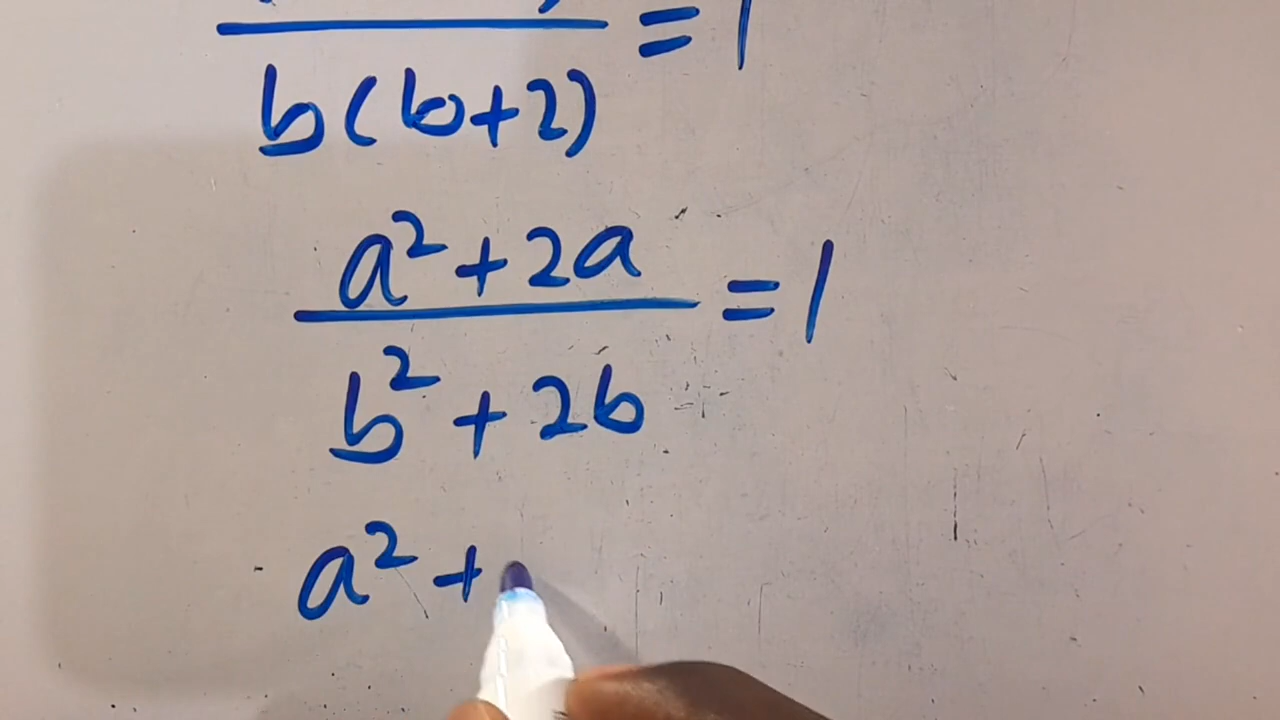 = 1
b(b+2)
a² + 2a
= 1
b² + 2b
a² +